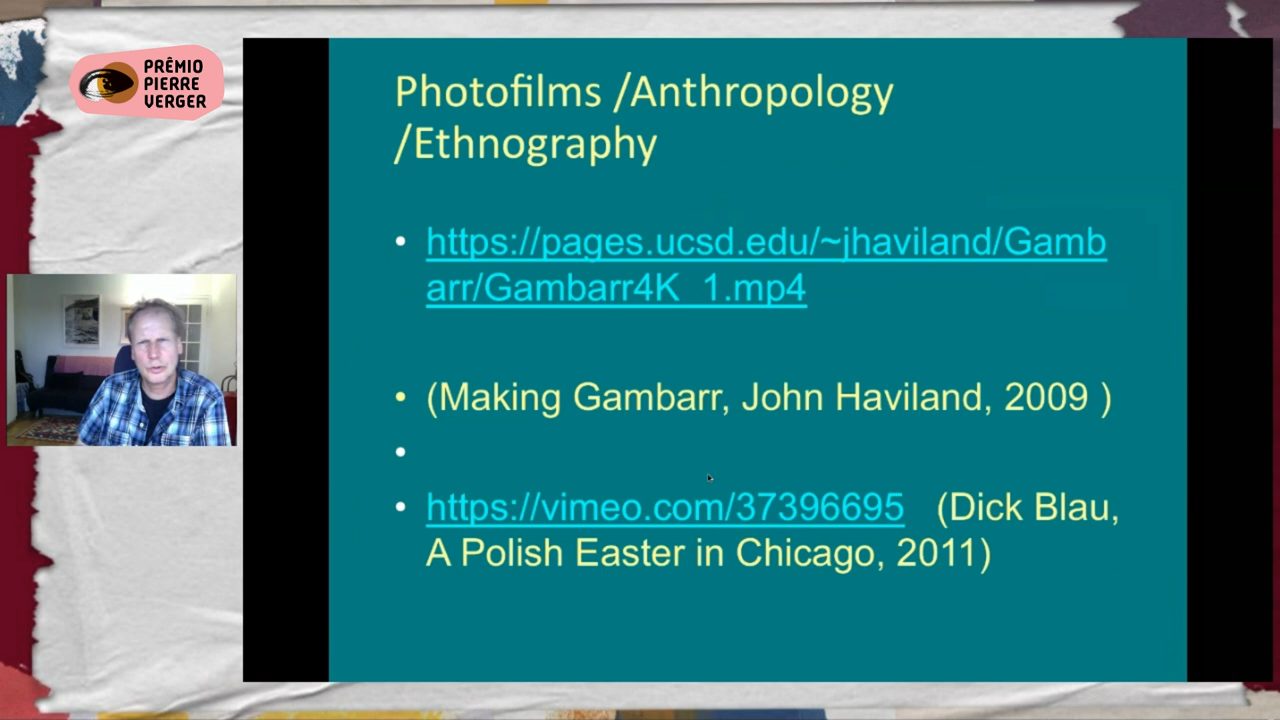 PRÊMIO
PIERRE
VERGER
Photofilms /Anthropology
/Ethnography
• https://pages.ucsd.edu/~jhaviland/Gamb
arr/Gambarr4K_1.mp4
• (Making Gambarr, John Haviland, 2009 )
•
• https://vimeo.com/37396695 (Dick Blau,
A Polish Easter in Chicago, 2011)